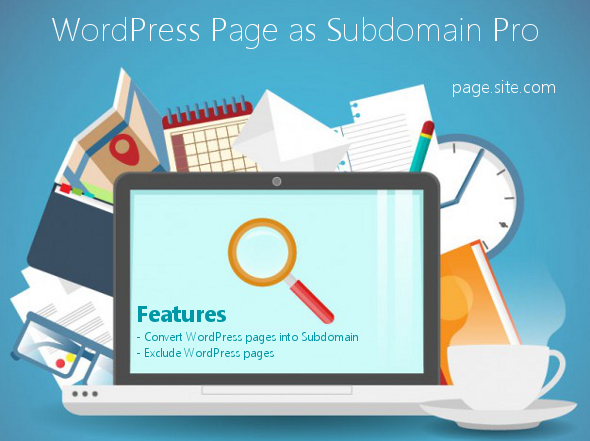 WordPress Page as Subdomain Pro
page.site.com
Features
- Convert WordPress pages into Subdomain
- Exclude WordPress pages